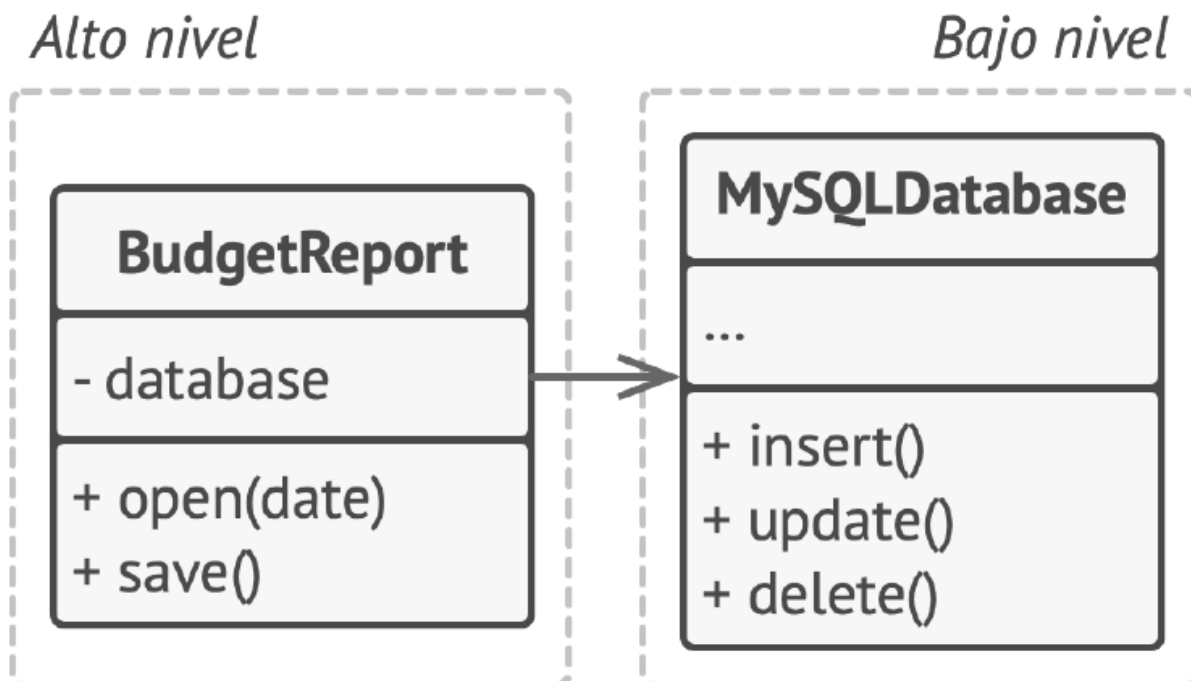 Alto nivel
Bajo nivel
BudgetReport
- database
+ open(date)
+ save()
MySQLDatabase
...
+ insert()
+ update()
+ delete()